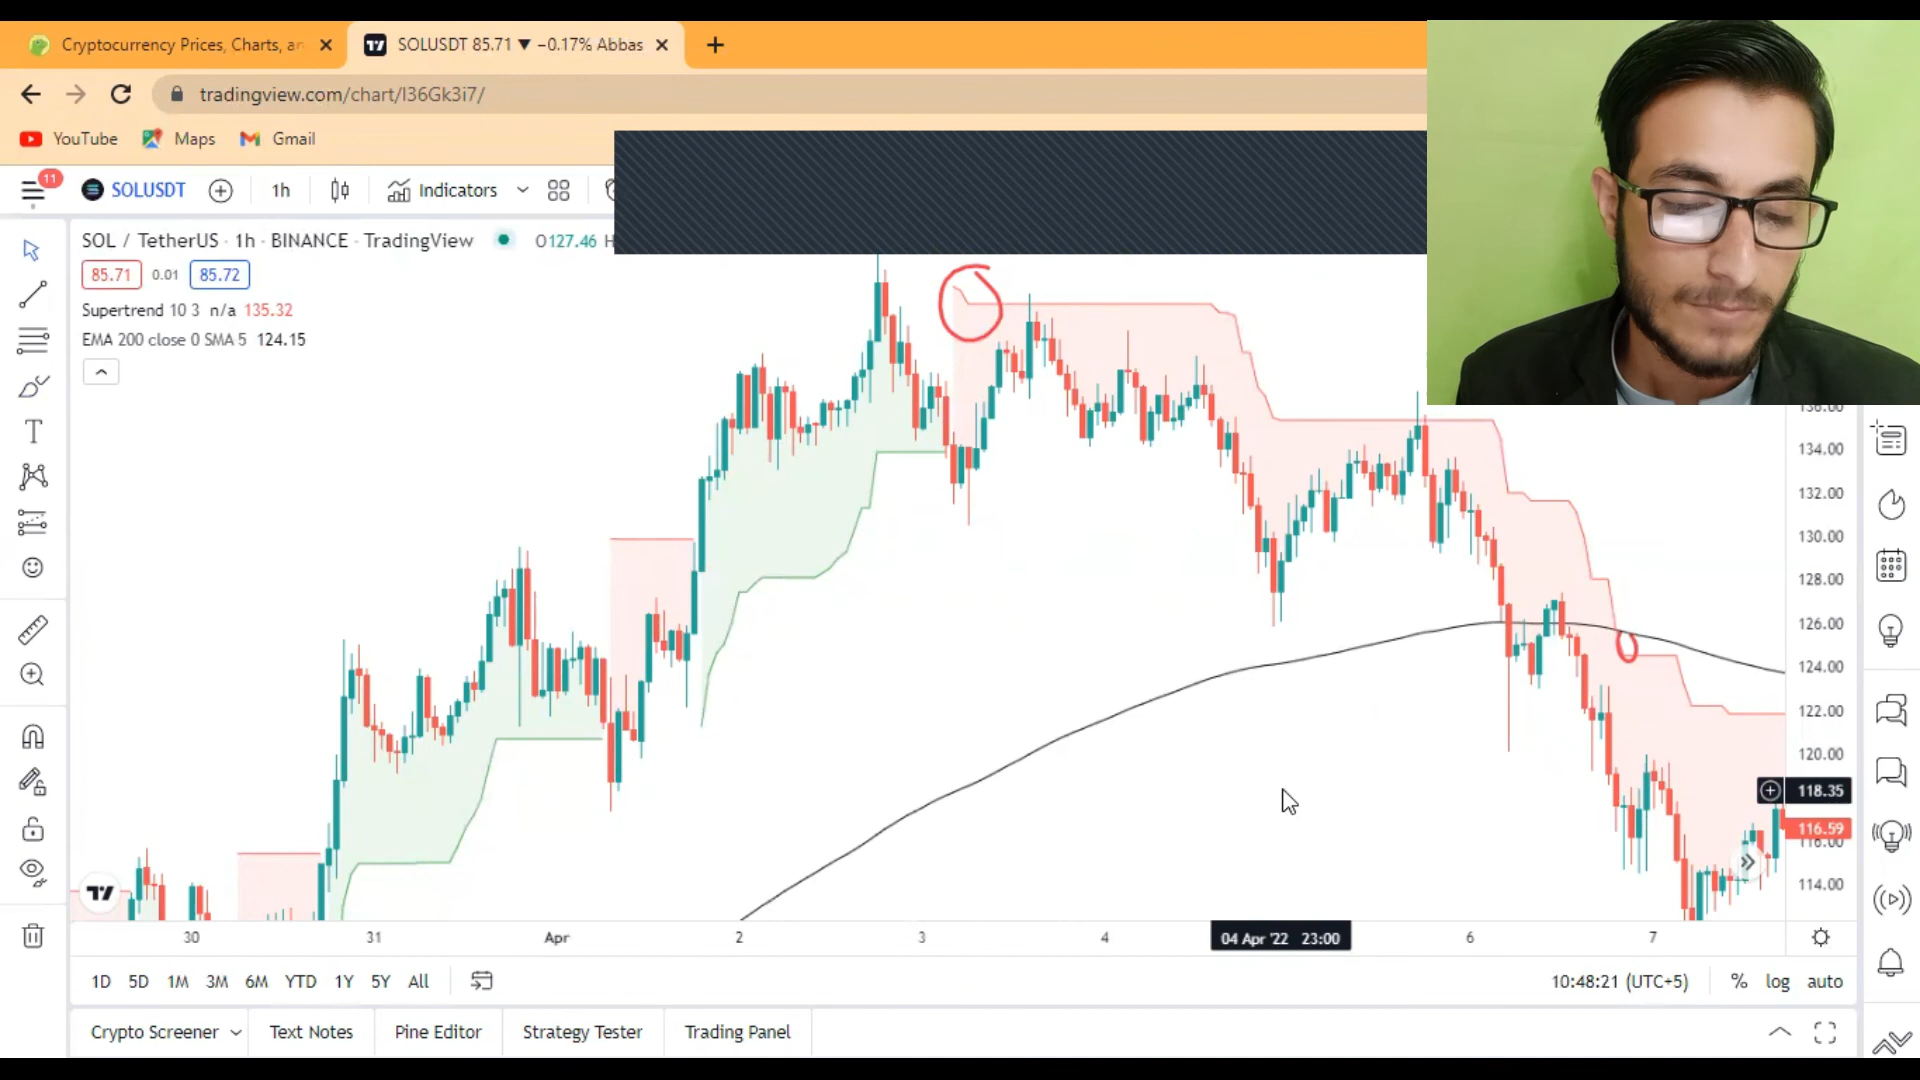 Cryptocurrency Prices, Charts, an
SOLUSDT 85.71 ▼ −0.17% Abbas
tradingview.com/chart/I36Gk3i7/
YouTube
Maps
Gmail
11
SOLUSDT
1h
Indicators
SOL / TetherUS · 1h · BINANCE · TradingView
O127.46 H
85.71
0.01
85.72
Supertrend 10 3 n/a 135.32
EMA 200 close 0 SMA 5 124.15
136.00
134.00
132.00
130.00
128.00
126.00
124.00
122.00
120.00
118.35
116.59
116.00
114.00
30
31
Apr
2
3
4
04 Apr '22 23:00
6
7
1D
5D
1M
3M
6M
YTD
1Y
5Y
All
10:48:21 (UTC+5)
%
log
auto
Crypto Screener
Text Notes
Pine Editor
Strategy Tester
Trading Panel